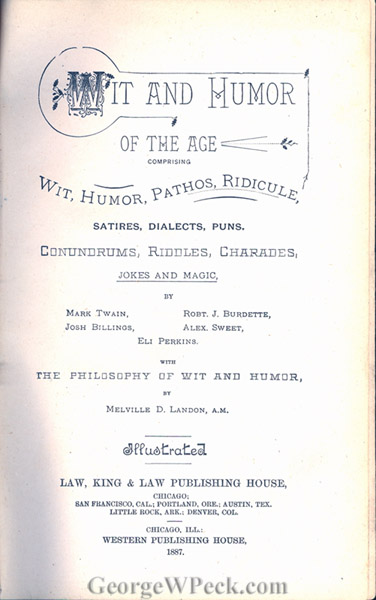 WIT AND HUMOR
OF THE AGE
COMPRISING
WIT, HUMOR, PATHOS, RIDICULE,
SATIRES, DIALECTS, PUNS.
CONUNDRUMS, RIDDLES, CHARADES,
JOKES AND MAGIC,
BY
MARK TWAIN, ROBT. J. BURDETTE,
JOSH BILLINGS, ALEX. SWEET,
ELI PERKINS.
WITH
THE PHILOSOPHY OF WIT AND HUMOR,
BY
MELVILLE D. LANDON, A.M.
Illustrated
LAW, KING & LAW PUBLISHING HOUSE,
CHICAGO;
SAN FRANCISCO, CAL.; PORTLAND, ORE.; AUSTIN, TEX.
LITTLE ROCK, ARK.; DENVER, COL.
CHICAGO, ILL.:
WESTERN PUBLISHING HOUSE,
1887.
GeorgeWPeck.com